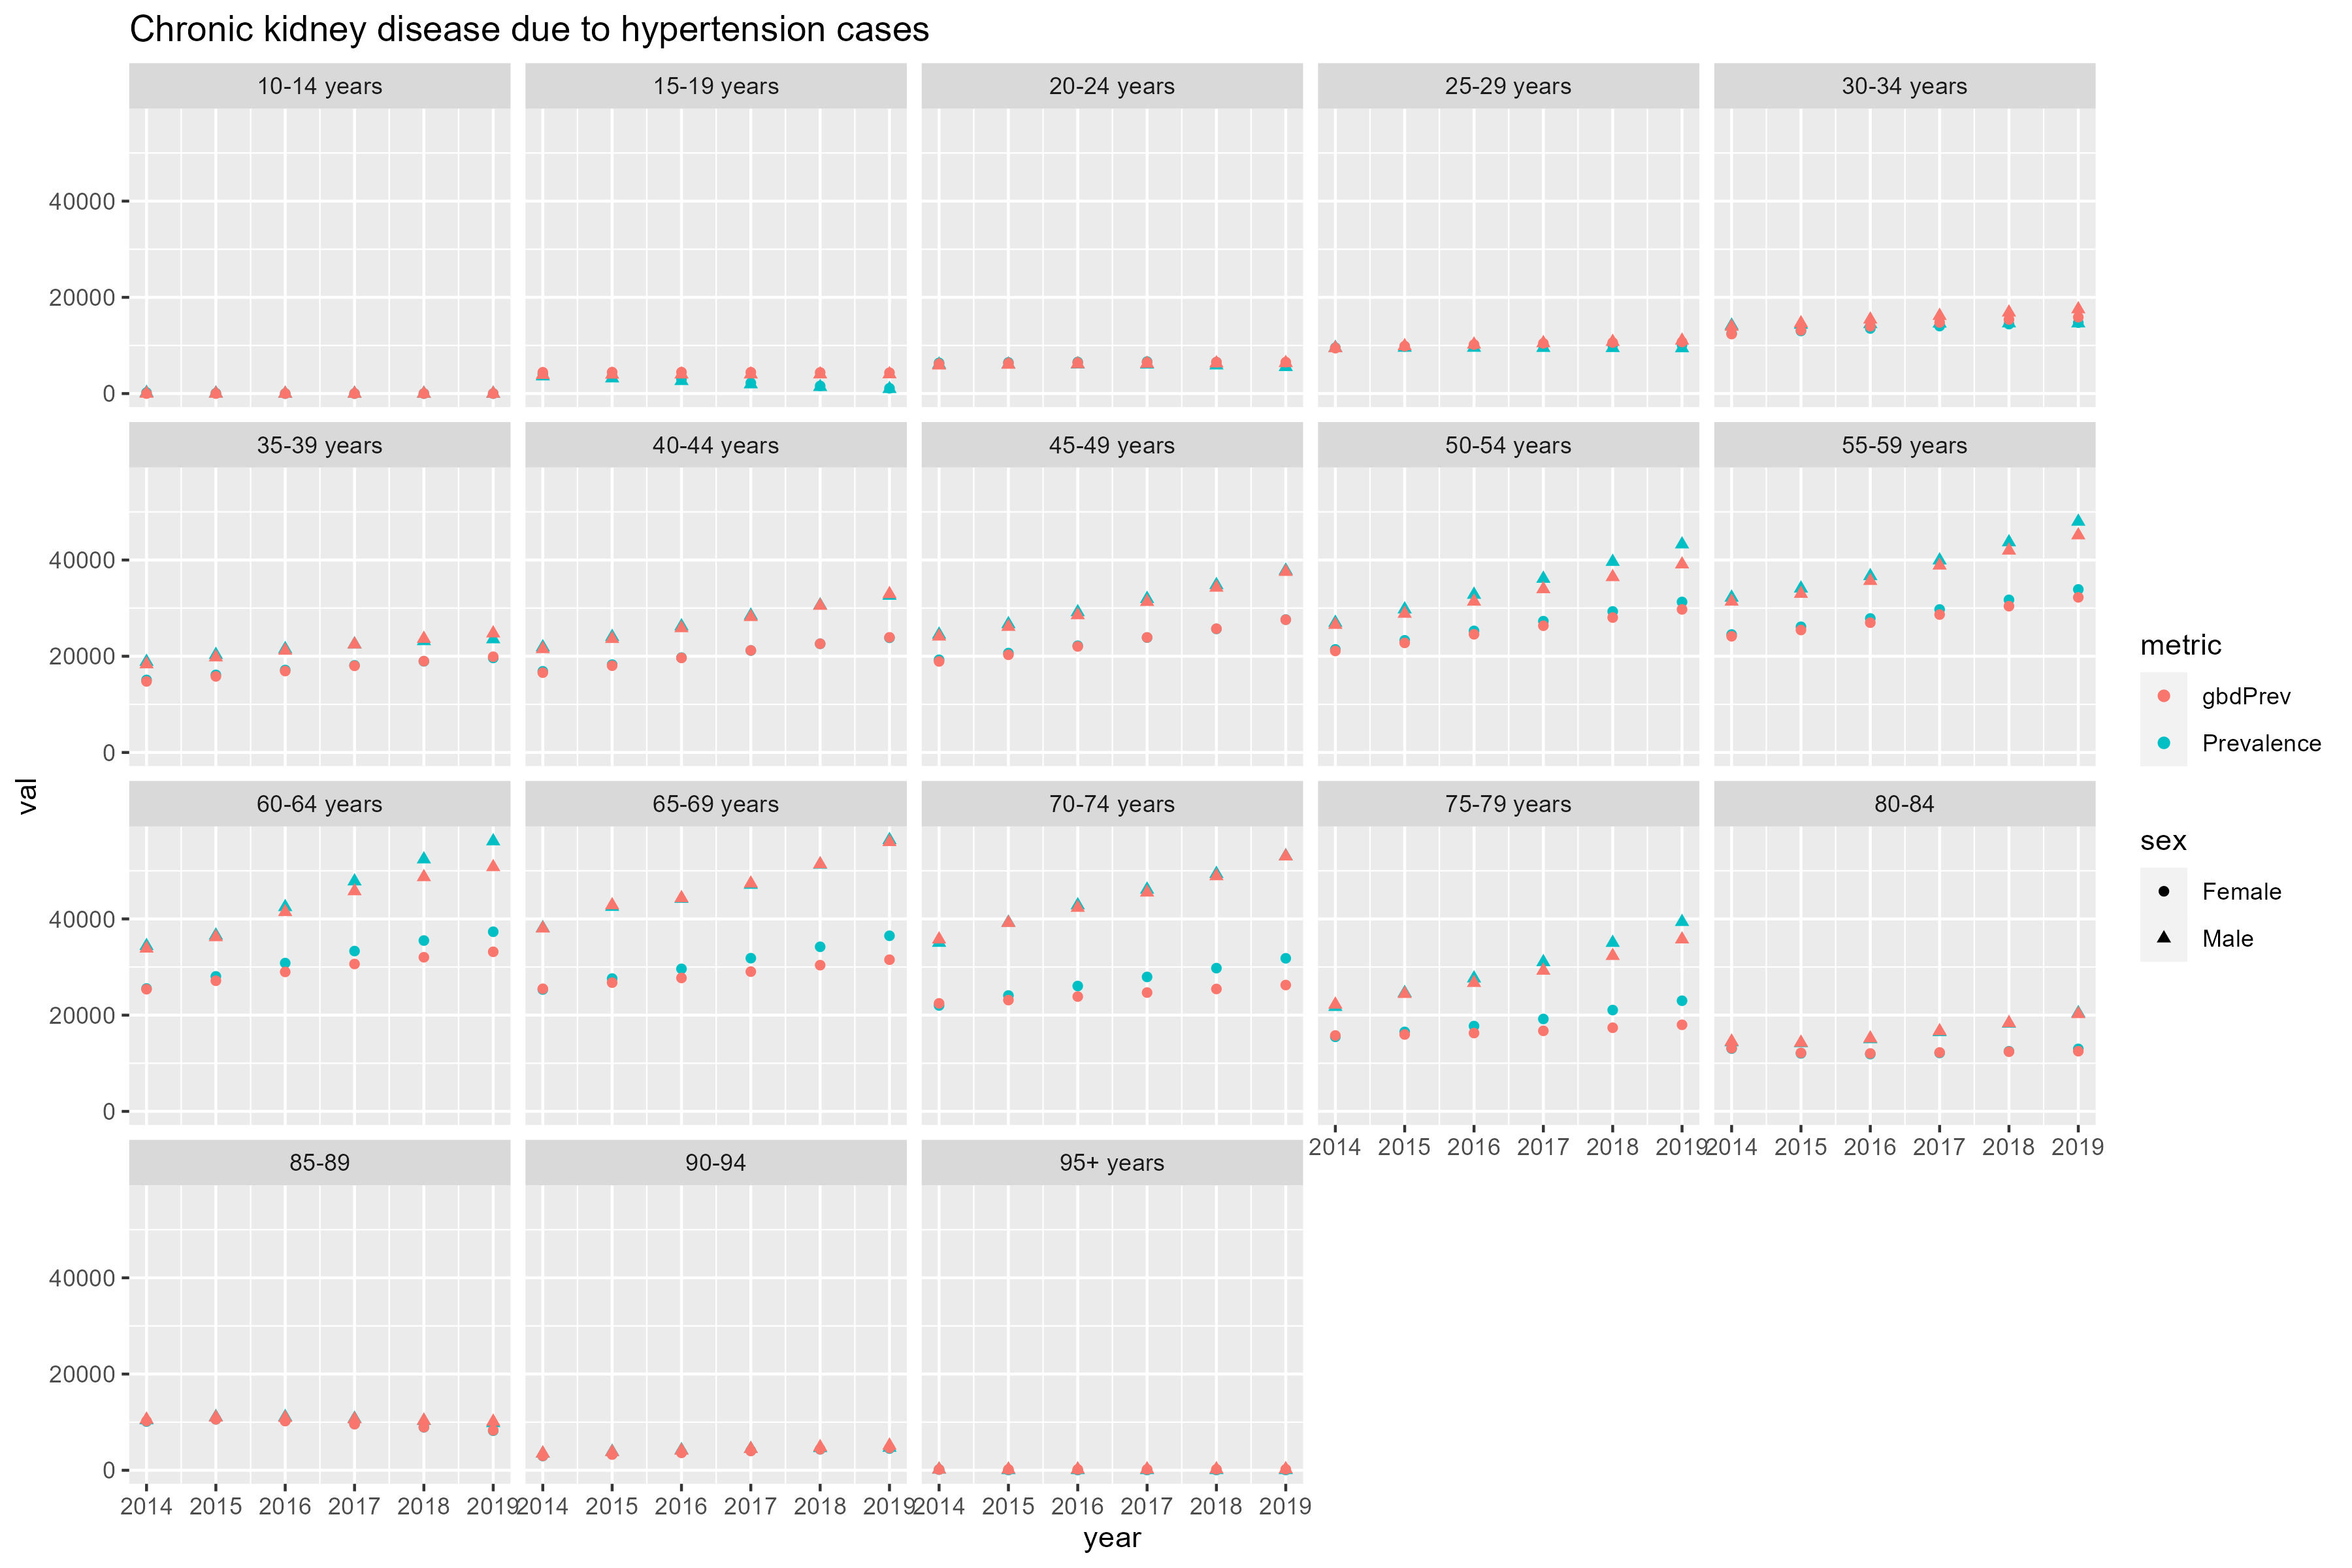 Chronic kidney disease due to hypertension cases
10-14 years 15-19 years 20-24 years 25-29 years 30-34 years
40000
20000
0
35-39 years 40-44 years 45-49 years 50-54 years 55-59 years
40000
20000
0
60-64 years 65-69 years 70-74 years 75-79 years 80-84
40000
20000
0
2014 2015 2016 2017 2018 2019 2014 2015 2016 2017 2018 2019
85-89 90-94 95+ years
40000
20000
0
2014 2015 2016 2017 2018 2019 2014 2015 2016 2017 2018 2019 2014 2015 2016 2017 2018 2019
year
val
metric
gbdPrev
Prevalence
sex
Female
Male